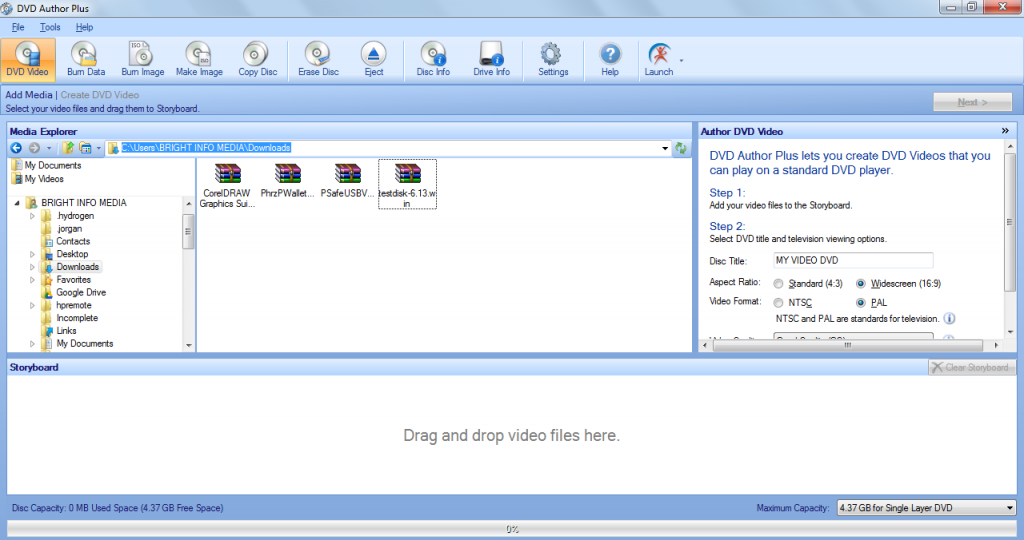 DVD Author Plus
File Tools Help
DVD Video Burn Data Burn Image Make Image Copy Disc Erase Disc Eject Disc Info Drive Info Settings Help Launch
Add Media | Create DVD Video
Select your video files and drag them to Storyboard.
Next >
Media Explorer
C:\Users\BRIGHT INFO MEDIA\Downloads
My Documents
My Videos
BRIGHT INFO MEDIA
.hydrogen
.jorgan
Contacts
Desktop
Downloads
Favorites
Google Drive
hpremote
Incomplete
Links
My Documents
CorelDRAW
Graphics Sui...
PhrzPWallet...
PSafeUSBV...
testdisk-6.13.w
in
Author DVD Video
DVD Author Plus lets you create DVD Videos that you
can play on a standard DVD player.
Step 1:
Add your video files to the Storyboard.
Step 2:
Select DVD title and television viewing options.
Disc Title: MY VIDEO DVD
Aspect Ratio: Standard (4:3) Widescreen (16:9)
Video Format: NTSC PAL
NTSC and PAL are standards for television.
Storyboard
Clear Storyboard
Drag and drop video files here.
Disc Capacity: 0 MB Used Space (4.37 GB Free Space)
Maximum Capacity: 4.37 GB for Single Layer DVD
0%